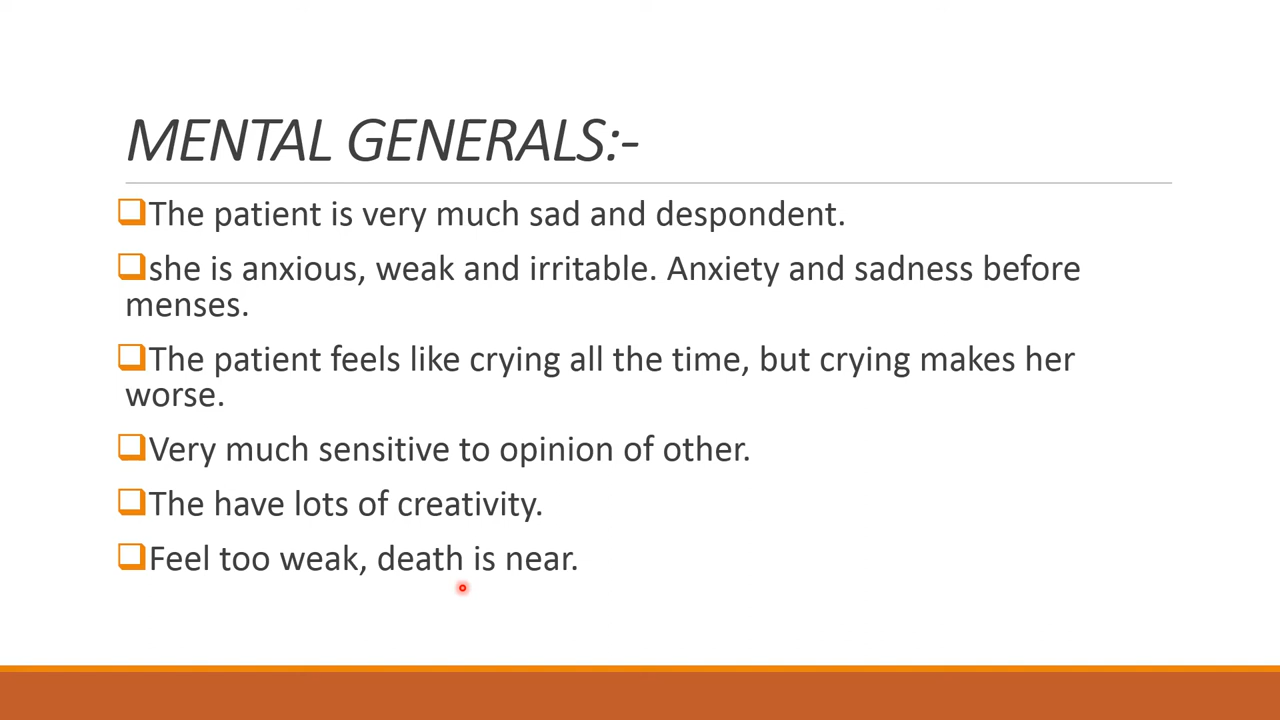 MENTAL GENERALS:-
The patient is very much sad and despondent.
she is anxious, weak and irritable. Anxiety and sadness before
menses.
The patient feels like crying all the time, but crying makes her
worse.
Very much sensitive to opinion of other.
The have lots of creativity.
Feel too weak, death is near.